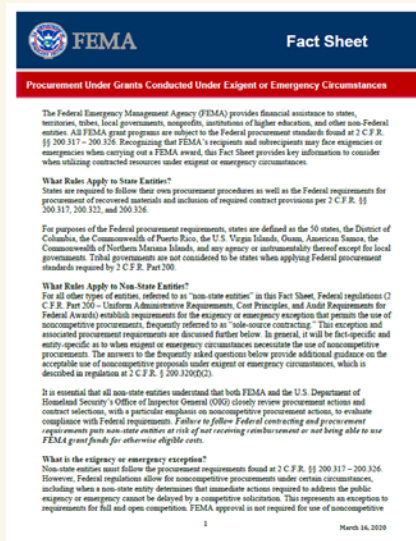 FEMA
Fact Sheet
Procurement Under Grants Conducted Under Exigent or Emergency Circumstances
The Federal Emergency Management Agency (FEMA) provides financial assistance to states,
territories, tribes, local governments, nonprofits, institutions of higher education, and other non-Federal
entities. All FEMA grant programs are subject to the Federal procurement standards found at 2 C.F.R.
§§ 200.317 – 200.326. Recognizing that FEMA's recipients and subrecipients may face exigencies or
emergencies when carrying out a FEMA award, this Fact Sheet provides key information to consider
when utilizing contracted resources under exigent or emergency circumstances.
What Rules Apply to State Entities?
States are required to follow their own procurement procedures as well as the Federal requirements for
procurement of recovered materials and inclusion of required contract provisions per 2 C.F.R. §§
200.317, 200.322, and 200.326.
For purposes of the Federal procurement requirements, states are defined as the 50 states, the District of
Columbia, the Commonwealth of Puerto Rico, the U.S. Virgin Islands, Guam, American Samoa, the
Commonwealth of Northern Mariana Islands, and any agency or instrumentality thereof except for local
governments. Tribal governments are not considered to be states when applying Federal procurement
standards required by 2 C.F.R. Part 200.
What Rules Apply to Non-State Entities?
For all other types of entities, referred to as "non-state entities" in this Fact Sheet, Federal regulations (2
C.F.R. Part 200 – Uniform Administrative Requirements, Cost Principles, and Audit Requirements for
Federal Awards) establish requirements for the exigency or emergency exception that permits the use of
noncompetitive procurements, frequently referred to as "sole-source contracting." This exception and
associated procurement requirements are discussed further below. In general, it will be fact-specific and
entity-specific as to when exigent or emergency circumstances necessitate the use of noncompetitive
procurements. The answers to the frequently asked questions below provide additional guidance on the
acceptable use of noncompetitive proposals under exigent or emergency circumstances, which is
described in regulation at 2 C.F.R. § 200.320(f)(2).
It is essential that all non-state entities understand that both FEMA and the U.S. Department of
Homeland Security's Office of Inspector General (OIG) closely review procurement actions and
contract selections, with a particular emphasis on noncompetitive procurement actions, to evaluate
compliance with Federal requirements. Failure to follow Federal contracting and procurement
requirements puts non-state entities at risk of not receiving reimbursement or not being able to use
FEMA grant funds for otherwise eligible costs.
What is the exigency or emergency exception?
Non-state entities must follow the procurement requirements found at 2 C.F.R. §§ 200.317 – 200.326.
However, Federal regulations allow for noncompetitive procurements under certain circumstances,
including when a non-state entity determines that immediate actions required to address the public
exigency or emergency cannot be delayed by a competitive solicitation. This represents an exception to
requirements for full and open competition. FEMA approval is not required for use of noncompetitive
1
March 16, 2020